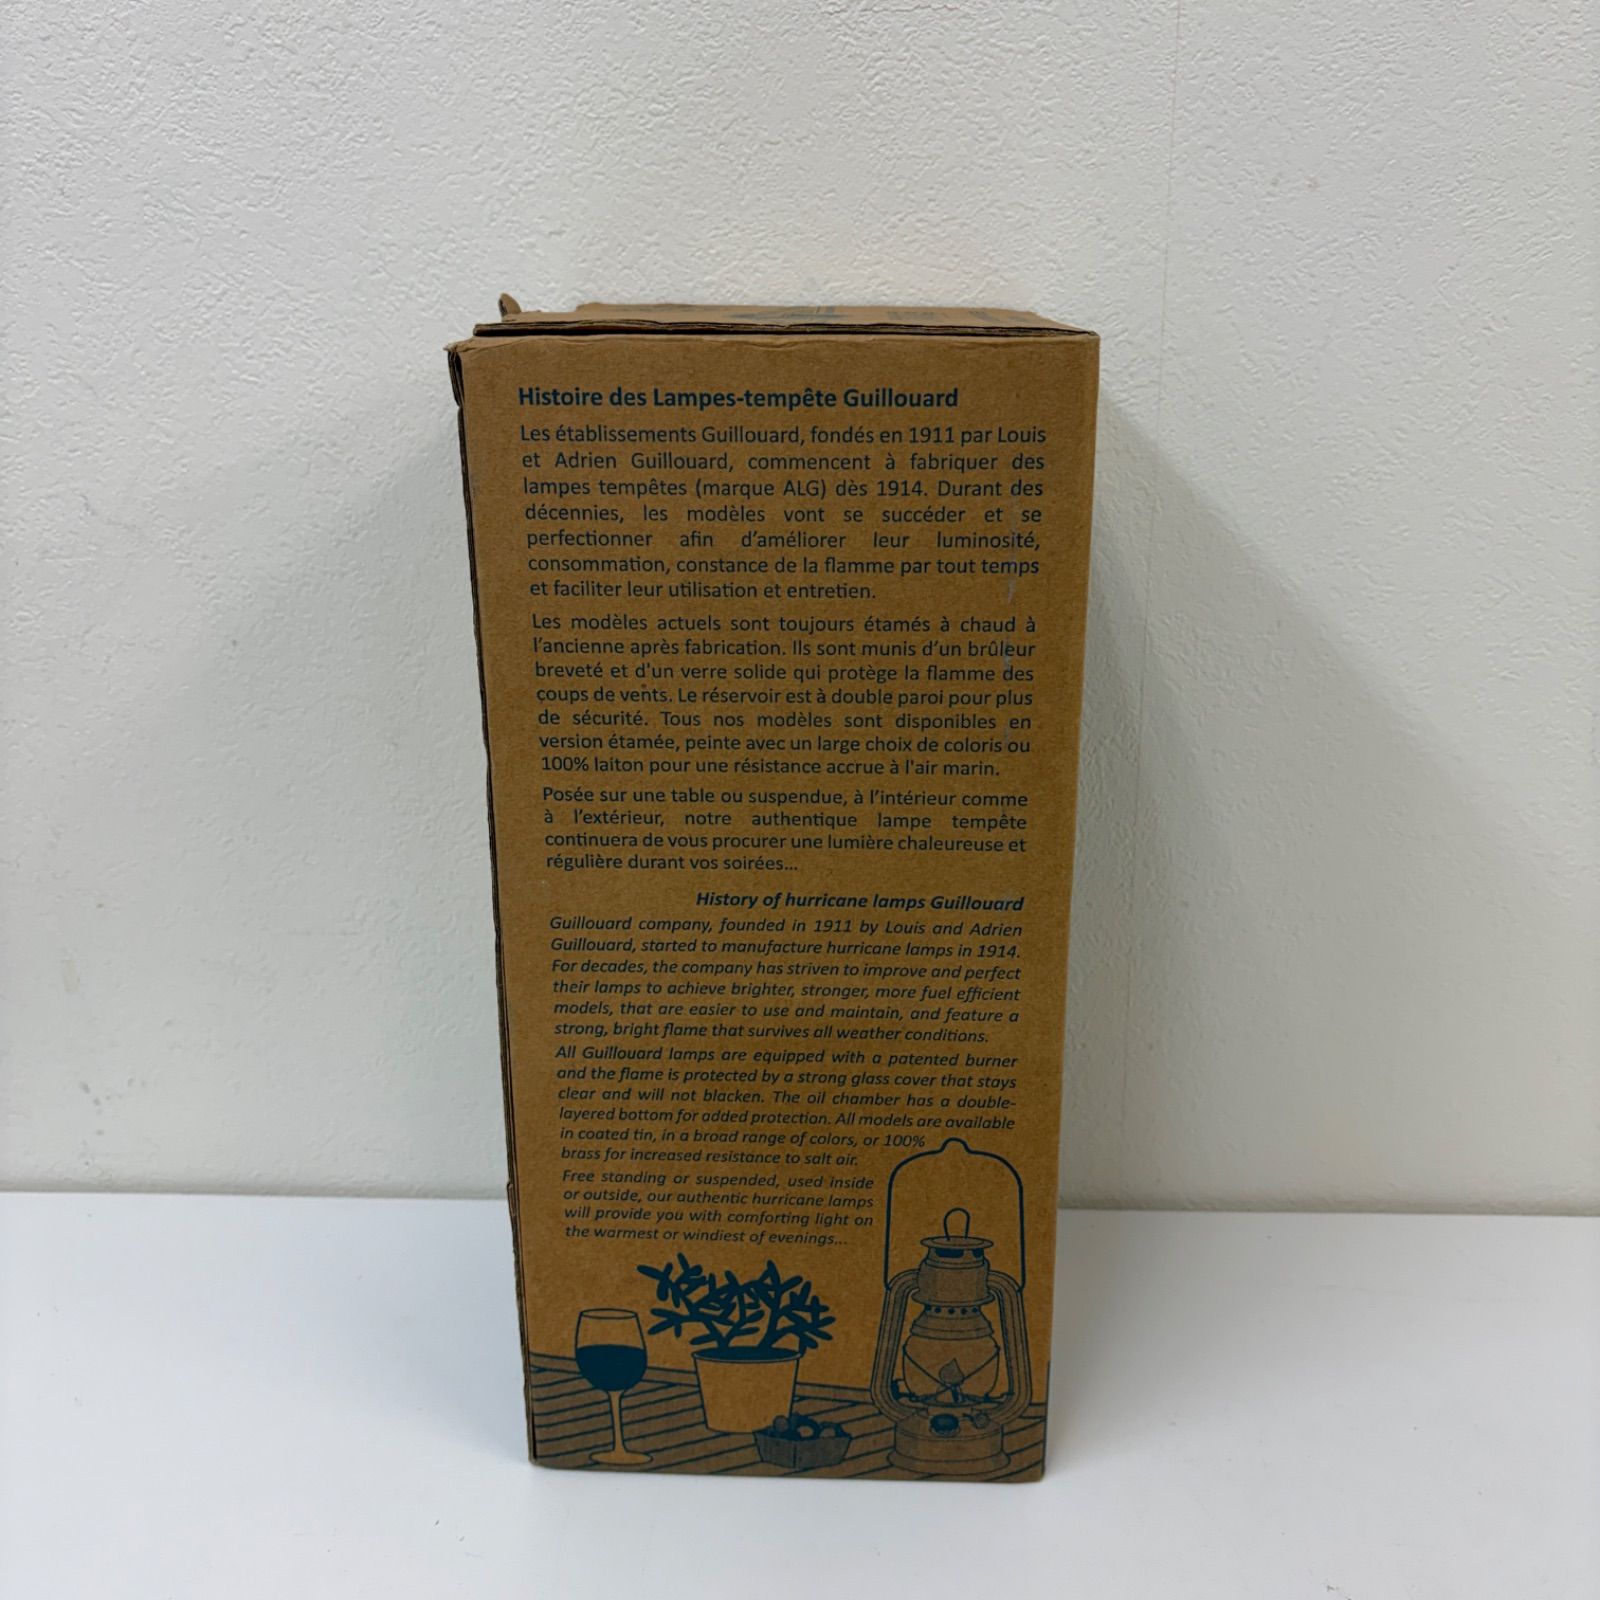 Histoire des Lampes-tempête Guillouard
Les établissements Guillouard, fondés en 1911 par Louis
et Adrien Guillouard, commencent à fabriquer des
lampes tempêtes (marque ALG) dès 1914. Durant des
décennies, les modèles vont se succéder et se
perfectionner afin d'améliorer leur luminosité,
consommation, constance de la flamme par tout temps
et faciliter leur utilisation et entretien.
Les modèles actuels sont toujours étamés à chaud à
l'ancienne après fabrication. Ils sont munis d'un brûleur
breveté et d'un verre solide qui protège la flamme des
coups de vents. Le réservoir est à double paroi pour plus
de sécurité. Tous nos modèles sont disponibles en
version étamée, peinte avec un large choix de coloris ou
100% laiton pour une résistance accrue à l'air marin.
Posée sur une table ou suspendue, à l'intérieur comme
à l'extérieur, notre authentique lampe tempête
continuera de vous procurer une lumière chaleureuse et
régulière durant vos soirées...
History of hurricane lamps Guillouard
Guillouard company, founded in 1911 by Louis and Adrien
Guillouard, started to manufacture hurricane lamps in 1914.
For decades, the company has striven to improve and perfect
their lamps to achieve brighter, stronger, more fuel efficient
models, that are easier to use and maintain, and feature a
strong, bright flame that survives all weather conditions.
All Guillouard lamps are equipped with a patented burner
and the flame is protected by a strong glass cover that stays
clear and will not blacken. The oil chamber has a double-
layered bottom for added protection. All models are available
in coated tin, in a broad range of colors, or 100%
brass for increased resistance to salt air.
Free standing or suspended, used inside
or outside, our authentic hurricane lamps
will provide you with comforting light on
the warmest or windiest of evenings...